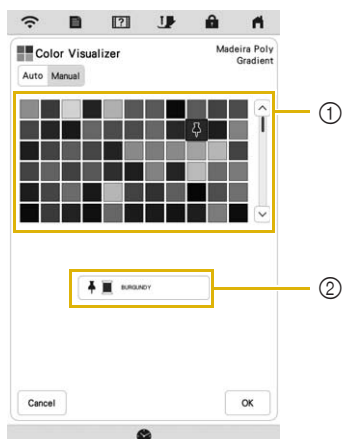 Color Visualizer
Madeira Poly
Gradient
Auto Manual
①
②
BURGUNDY
Cancel OK